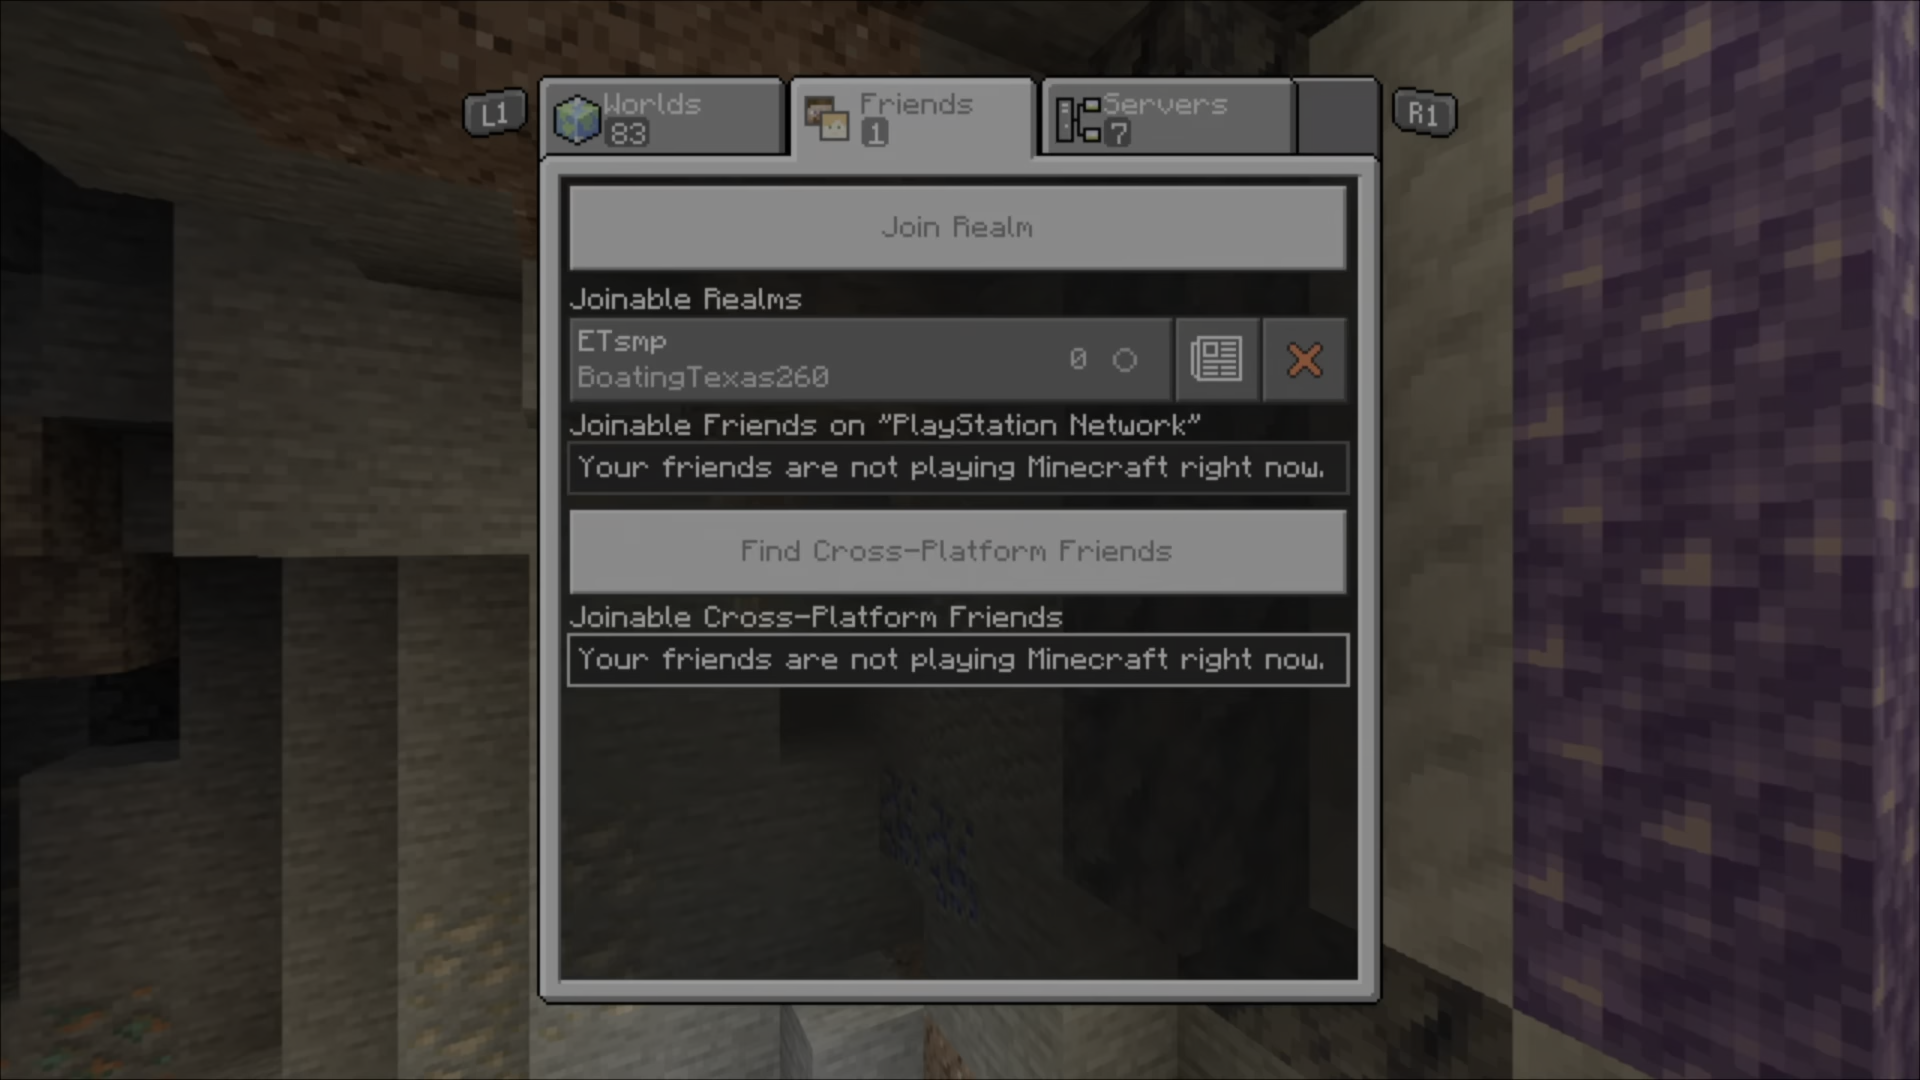 L1
Worlds
83
Friends
1
Servers
7
R1
Join Realm
Joinable Realms
ETsmp
BoatingTexas260
0
Joinable Friends on "PlayStation Network"
Your friends are not playing Minecraft right now.
Find Cross-Platform Friends
Joinable Cross-Platform Friends
Your friends are not playing Minecraft right now.